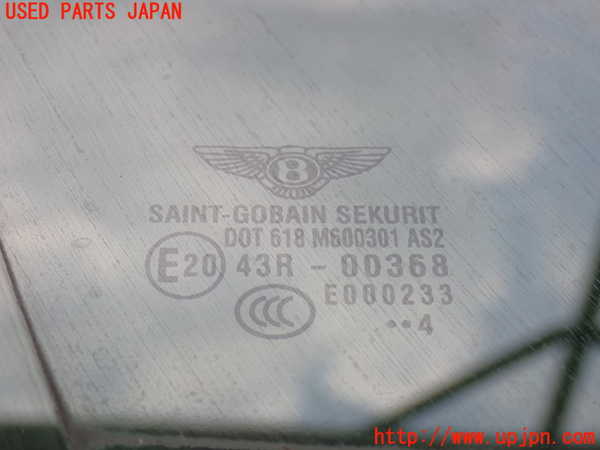 USED PARTS JAPAN
B
SAINT-GOBAIN SEKURIT
DOT 618 M600301 AS2
E20 43R - 00368
CCC E000233
••4
http://www.upjpn.com/